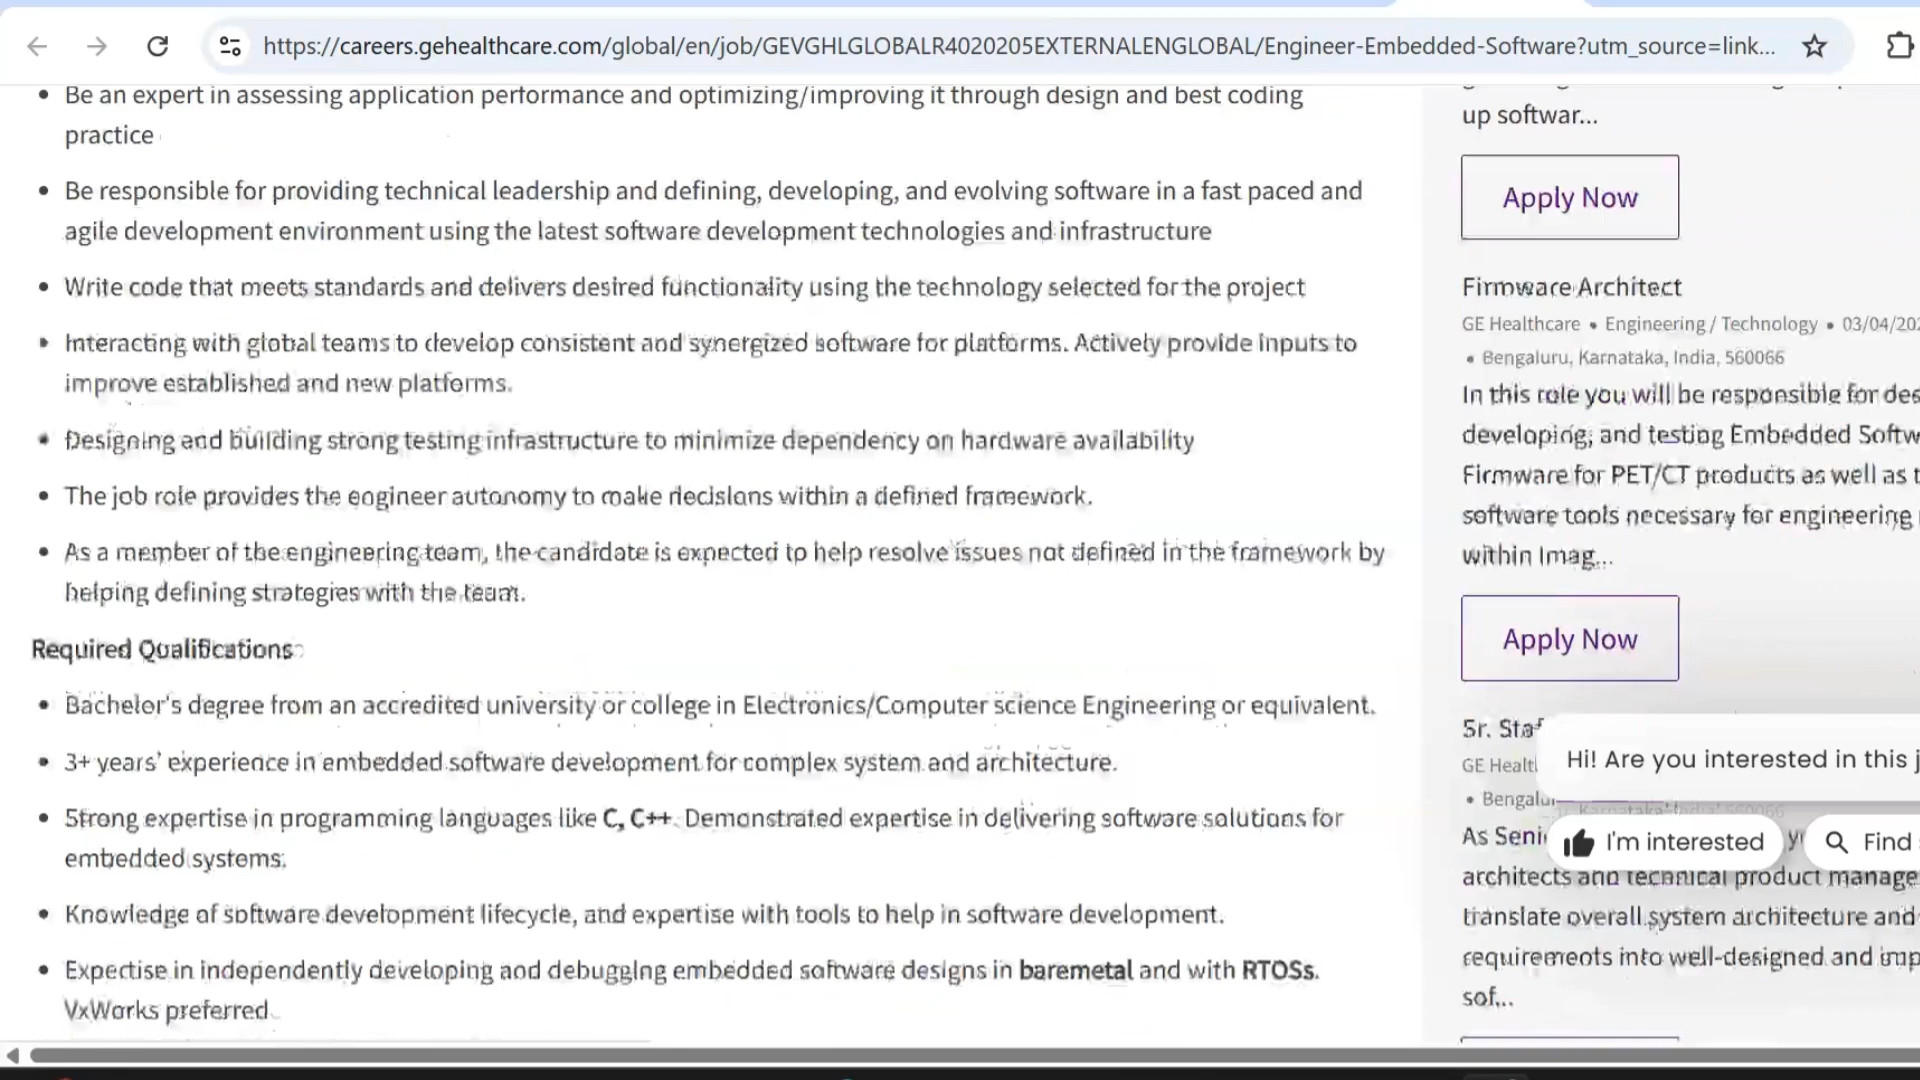 https://careers.gehealthcare.com/global/en/job/GEVGHLGLOBALR4020205EXTERNALENGLOBAL/Engineer-Embedded-Software?utm_source=link...
• Be an expert in assessing application performance and optimizing/improving it through design and best coding
practice
• Be responsible for providing technical leadership and defining, developing, and evolving software in a fast paced and
agile development environment using the latest software development technologies and infrastructure
• Write code that meets standards and delivers desired functionality using the technology selected for the project
• Interacting with global teams to develop consistent and synergized software for platforms. Actively provide inputs to
improve established and new platforms.
• Designing and building strong testing infrastructure to minimize dependency on hardware availability
• The job role provides the engineer autonomy to make decisions within a defined framework.
• As a member of the engineering team, the candidate is expected to help resolve issues not defined in the framework by
helping defining strategies with the team.
Required Qualifications
• Bachelor's degree from an accredited university or college in Electronics/Computer science Engineering or equivalent.
• 3+ years’ experience in embedded software development for complex system and architecture.
• Strong expertise in programming languages like C, C++. Demonstrated expertise in delivering software solutions for
embedded systems.
• Knowledge of software development lifecycle, and expertise with tools to help in software development.
• Expertise in independently developing and debugging embedded software designs in baremetal and with RTOSs.
VxWorks preferred
up softwar...
Apply Now
Firmware Architect
GE Healthcare • Engineering / Technology • 03/04/202
• Bengaluru, Karnataka, India, 560066
In this role you will be responsible for des
developing, and testing Embedded Softw
Firmware for PET/CT products as well as t
software tools necessary for engineering
within Imag...
Apply Now
Sr. Staf
GE Healt
• Bengalu
Hi! Are you interested in this j
As Seni
I'm interested
Find
architects and technical product manage
translate overall system architecture and
requirements into well-designed and imp
sof...